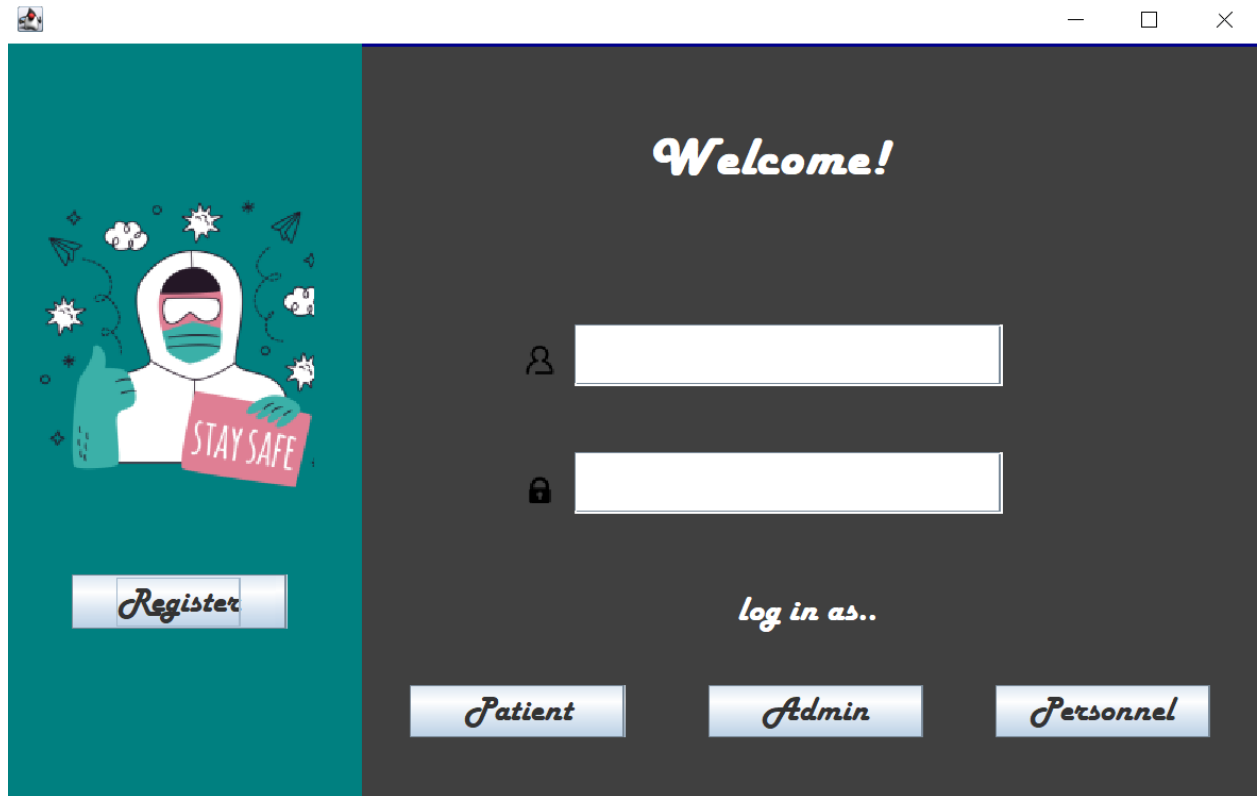 Welcome!
STAY SAFE
Register
log in as..
Patient
Admin
Personnel